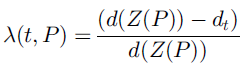 λ(t, P) = (d(Z(P)) − d_t) / d(Z(P))